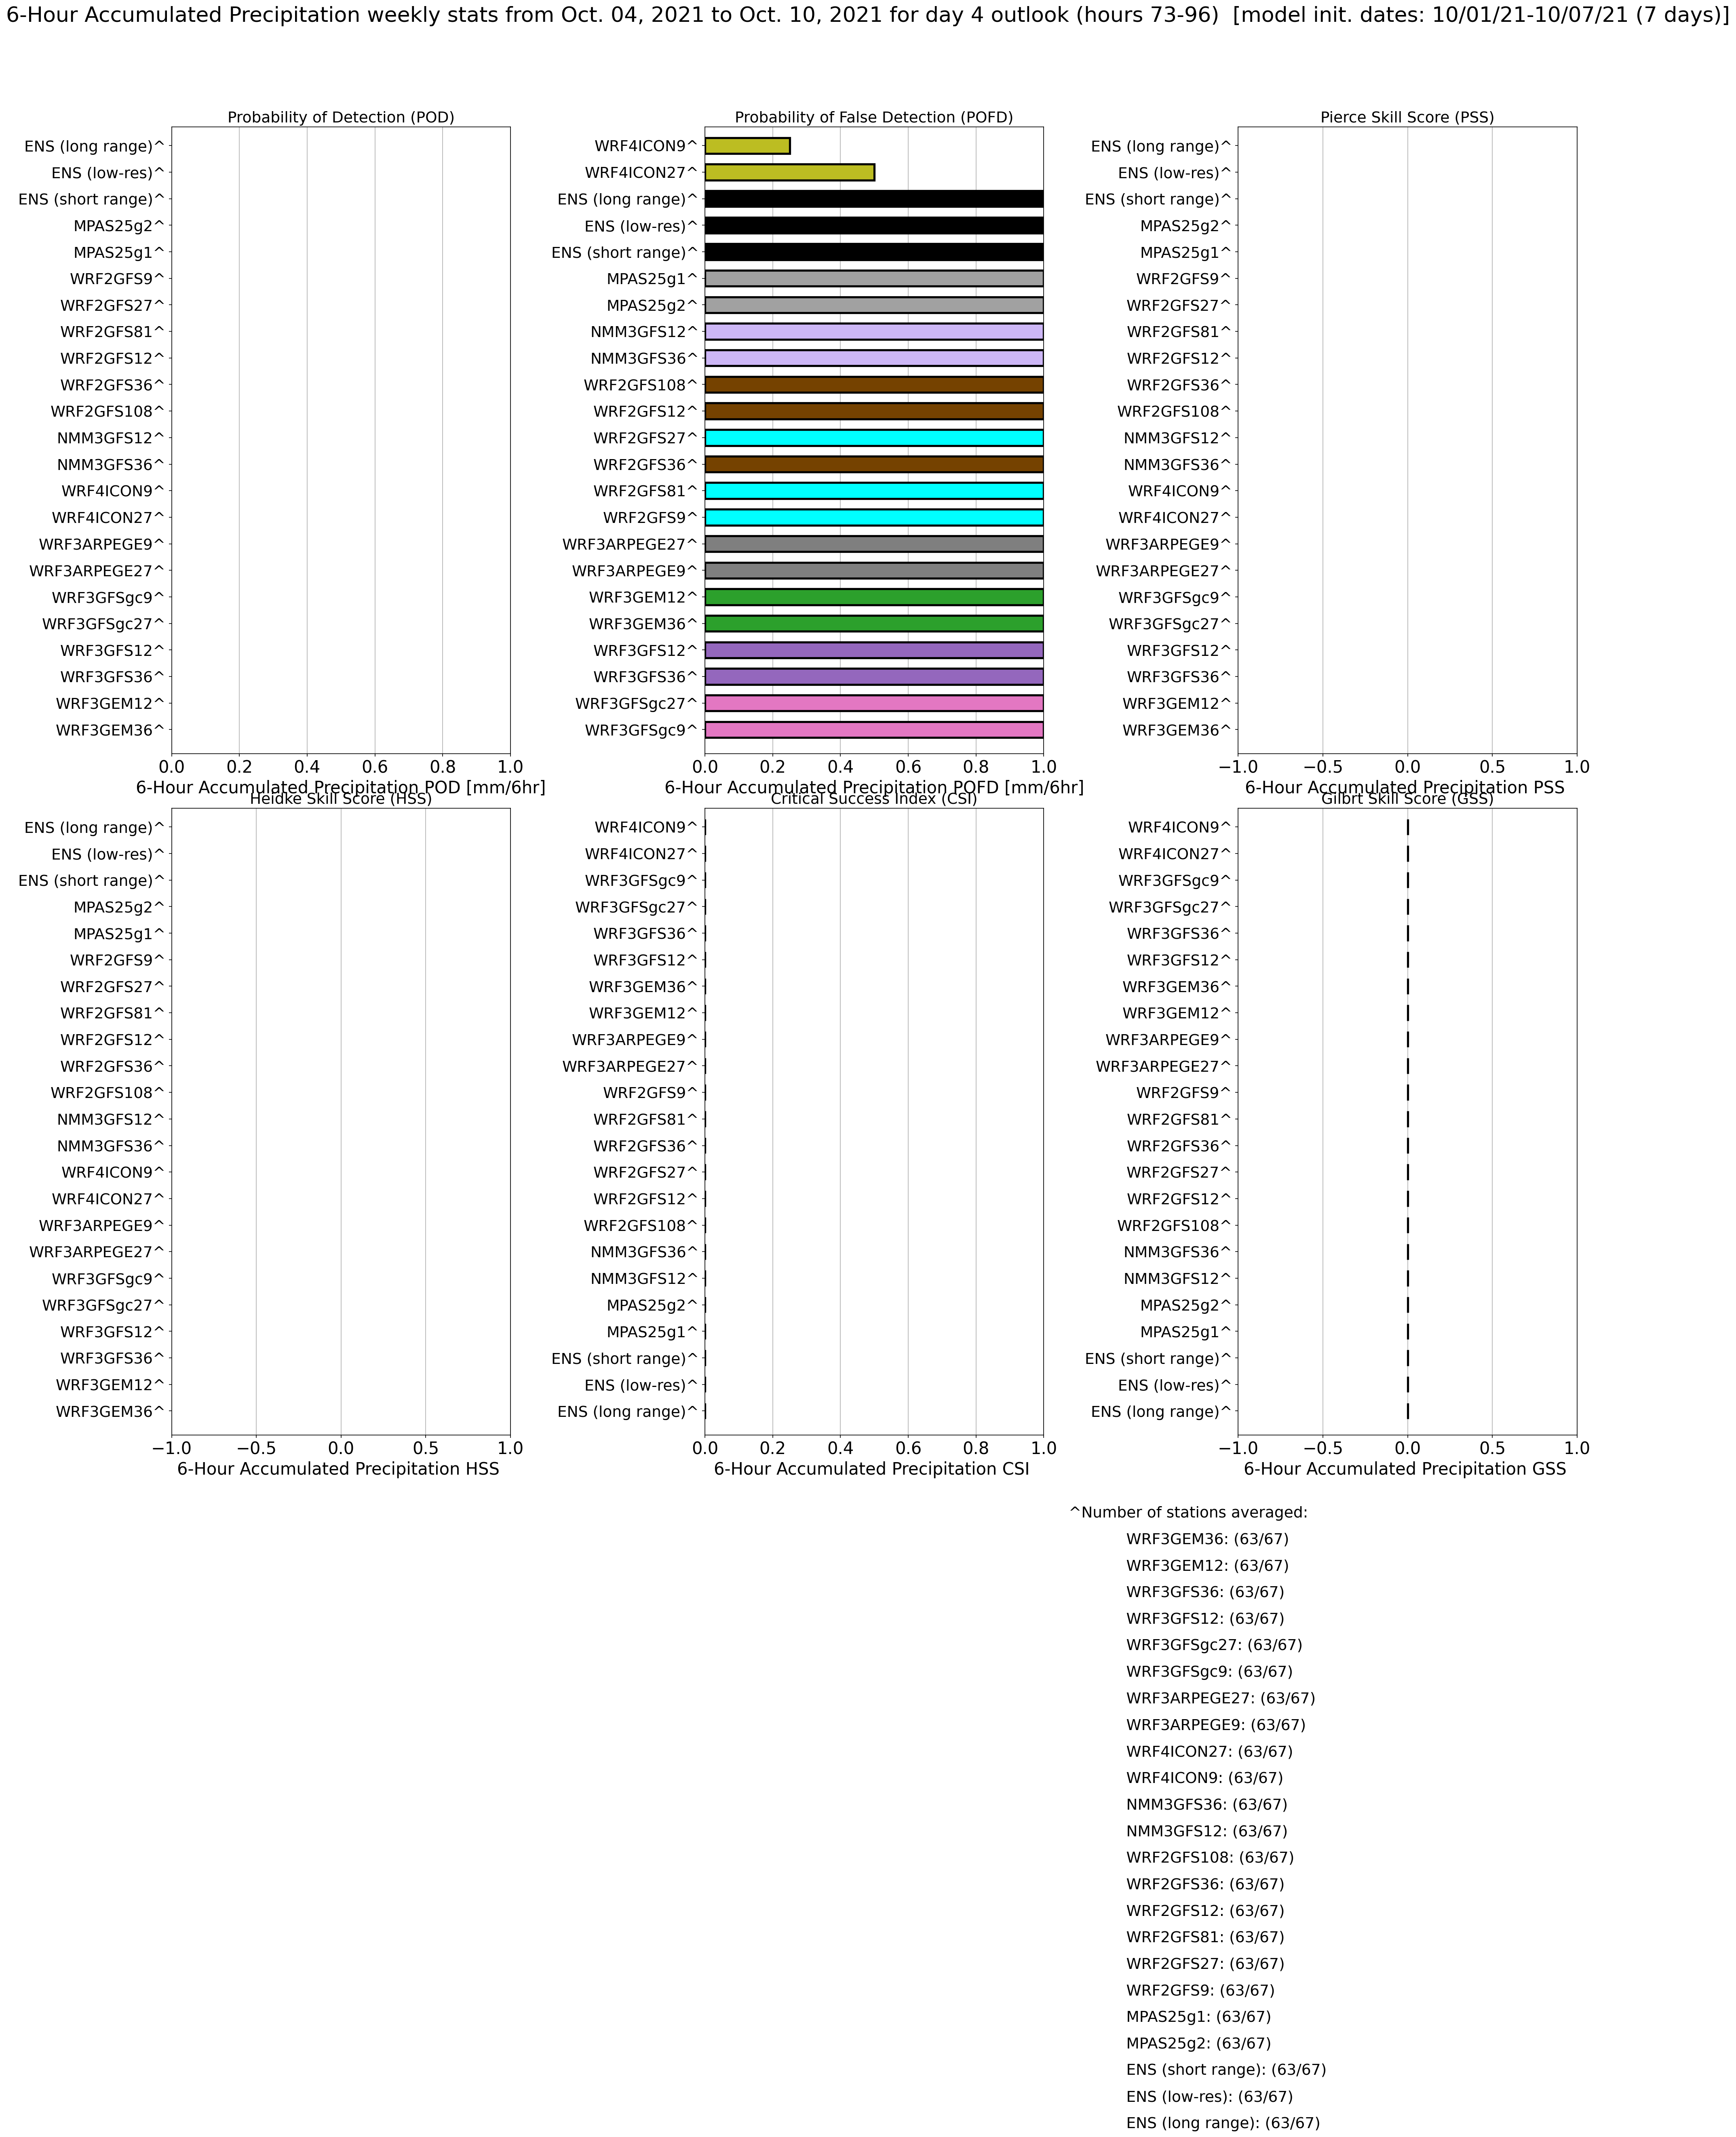 6-Hour Accumulated Precipitation weekly stats from Oct. 04, 2021 to Oct. 10, 2021 for day 4 outlook (hours 73-96)  [model init. dates: 10/01/21-10/07/21 (7 days)]
Probability of Detection (POD)
ENS (long range)^
ENS (low-res)^
ENS (short range)^
MPAS25g2^
MPAS25g1^
WRF2GFS9^
WRF2GFS27^
WRF2GFS81^
WRF2GFS12^
WRF2GFS36^
WRF2GFS108^
NMM3GFS12^
NMM3GFS36^
WRF4ICON9^
WRF4ICON27^
WRF3ARPEGE9^
WRF3ARPEGE27^
WRF3GFSgc9^
WRF3GFSgc27^
WRF3GFS12^
WRF3GFS36^
WRF3GEM12^
WRF3GEM36^
0.0 0.2 0.4 0.6 0.8 1.0
6-Hour Accumulated Precipitation POD [mm/6hr]
Probability of False Detection (POFD)
WRF4ICON9^
WRF4ICON27^
ENS (long range)^
ENS (low-res)^
ENS (short range)^
MPAS25g1^
MPAS25g2^
NMM3GFS12^
NMM3GFS36^
WRF2GFS108^
WRF2GFS12^
WRF2GFS27^
WRF2GFS36^
WRF2GFS81^
WRF2GFS9^
WRF3ARPEGE27^
WRF3ARPEGE9^
WRF3GEM12^
WRF3GEM36^
WRF3GFS12^
WRF3GFS36^
WRF3GFSgc27^
WRF3GFSgc9^
0.0 0.2 0.4 0.6 0.8 1.0
6-Hour Accumulated Precipitation POFD [mm/6hr]
Pierce Skill Score (PSS)
ENS (long range)^
ENS (low-res)^
ENS (short range)^
MPAS25g2^
MPAS25g1^
WRF2GFS9^
WRF2GFS27^
WRF2GFS81^
WRF2GFS12^
WRF2GFS36^
WRF2GFS108^
NMM3GFS12^
NMM3GFS36^
WRF4ICON9^
WRF4ICON27^
WRF3ARPEGE9^
WRF3ARPEGE27^
WRF3GFSgc9^
WRF3GFSgc27^
WRF3GFS12^
WRF3GFS36^
WRF3GEM12^
WRF3GEM36^
−1.0 −0.5 0.0 0.5 1.0
6-Hour Accumulated Precipitation PSS
Heidke Skill Score (HSS)
ENS (long range)^
ENS (low-res)^
ENS (short range)^
MPAS25g2^
MPAS25g1^
WRF2GFS9^
WRF2GFS27^
WRF2GFS81^
WRF2GFS12^
WRF2GFS36^
WRF2GFS108^
NMM3GFS12^
NMM3GFS36^
WRF4ICON9^
WRF4ICON27^
WRF3ARPEGE9^
WRF3ARPEGE27^
WRF3GFSgc9^
WRF3GFSgc27^
WRF3GFS12^
WRF3GFS36^
WRF3GEM12^
WRF3GEM36^
−1.0 −0.5 0.0 0.5 1.0
6-Hour Accumulated Precipitation HSS
Critical Success Index (CSI)
WRF4ICON9^
WRF4ICON27^
WRF3GFSgc9^
WRF3GFSgc27^
WRF3GFS36^
WRF3GFS12^
WRF3GEM36^
WRF3GEM12^
WRF3ARPEGE9^
WRF3ARPEGE27^
WRF2GFS9^
WRF2GFS81^
WRF2GFS36^
WRF2GFS27^
WRF2GFS12^
WRF2GFS108^
NMM3GFS36^
NMM3GFS12^
MPAS25g2^
MPAS25g1^
ENS (short range)^
ENS (low-res)^
ENS (long range)^
0.0 0.2 0.4 0.6 0.8 1.0
6-Hour Accumulated Precipitation CSI
Gilbrt Skill Score (GSS)
WRF4ICON9^
WRF4ICON27^
WRF3GFSgc9^
WRF3GFSgc27^
WRF3GFS36^
WRF3GFS12^
WRF3GEM36^
WRF3GEM12^
WRF3ARPEGE9^
WRF3ARPEGE27^
WRF2GFS9^
WRF2GFS81^
WRF2GFS36^
WRF2GFS27^
WRF2GFS12^
WRF2GFS108^
NMM3GFS36^
NMM3GFS12^
MPAS25g2^
MPAS25g1^
ENS (short range)^
ENS (low-res)^
ENS (long range)^
−1.0 −0.5 0.0 0.5 1.0
6-Hour Accumulated Precipitation GSS
^Number of stations averaged:
WRF3GEM36: (63/67)
WRF3GEM12: (63/67)
WRF3GFS36: (63/67)
WRF3GFS12: (63/67)
WRF3GFSgc27: (63/67)
WRF3GFSgc9: (63/67)
WRF3ARPEGE27: (63/67)
WRF3ARPEGE9: (63/67)
WRF4ICON27: (63/67)
WRF4ICON9: (63/67)
NMM3GFS36: (63/67)
NMM3GFS12: (63/67)
WRF2GFS108: (63/67)
WRF2GFS36: (63/67)
WRF2GFS12: (63/67)
WRF2GFS81: (63/67)
WRF2GFS27: (63/67)
WRF2GFS9: (63/67)
MPAS25g1: (63/67)
MPAS25g2: (63/67)
ENS (short range): (63/67)
ENS (low-res): (63/67)
ENS (long range): (63/67)